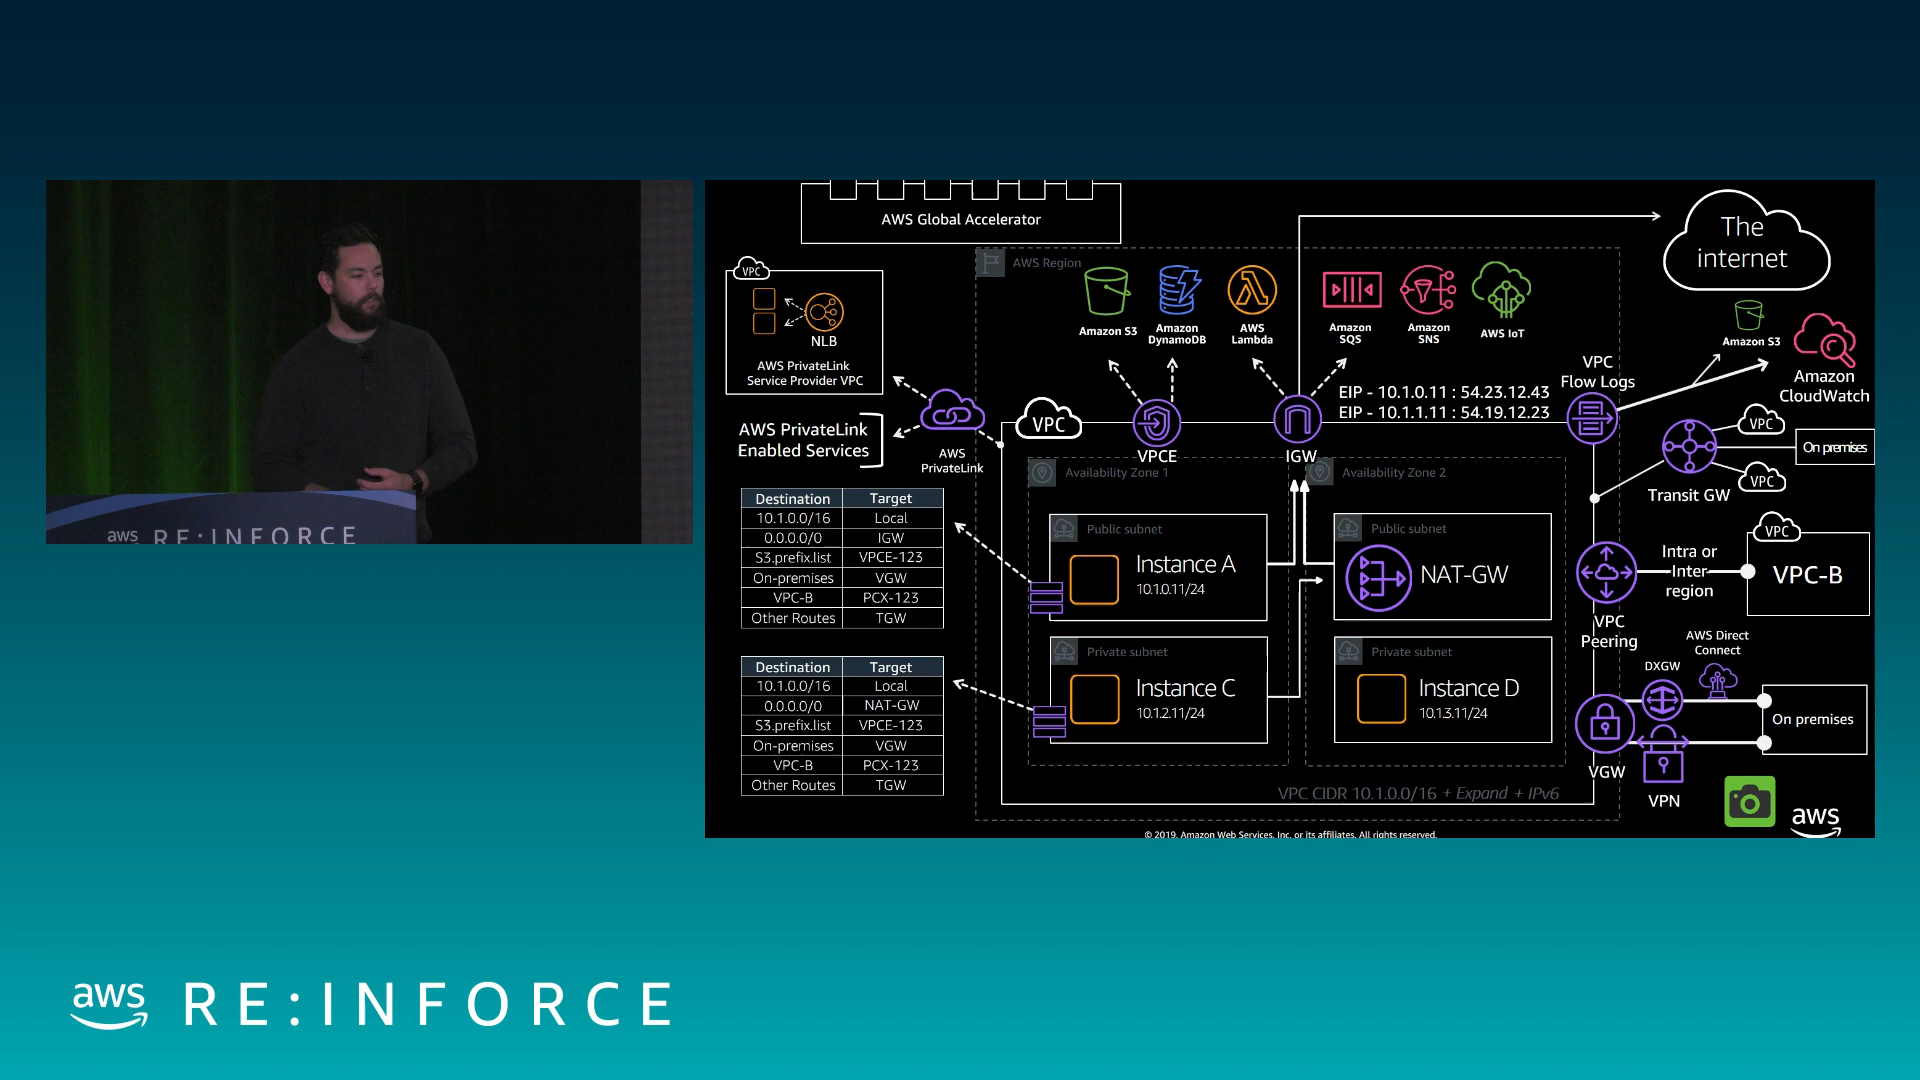 aws
RE:INFORCE
AWS Global Accelerator
The
internet
AWS Region
VPC
NLB
AWS PrivateLink
Service Provider VPC
Amazon S3
Amazon
DynamoDB
AWS
Lambda
Amazon
SQS
Amazon
SNS
AWS IoT
Amazon S3
Amazon
CloudWatch
VPC
Flow Logs
EIP - 10.1.0.11 : 54.23.12.43
EIP - 10.1.1.11 : 54.19.12.23
AWS PrivateLink
Enabled Services
AWS
PrivateLink
VPC
VPCE
IGW
VPC
On premises
VPC
Transit GW
Availability Zone 1
Availability Zone 2
Destination Target
10.1.0.0/16 Local
0.0.0.0/0 IGW
S3.prefix.list VPCE-123
On-premises VGW
VPC-B PCX-123
Other Routes TGW
Public subnet
Instance A
10.1.0.11/24
Public subnet
NAT-GW
Intra or
Inter
region
VPC
VPC-B
VPC
Peering
Destination Target
10.1.0.0/16 Local
0.0.0.0/0 NAT-GW
S3.prefix.list VPCE-123
On-premises VGW
VPC-B PCX-123
Other Routes TGW
Private subnet
Instance C
10.1.2.11/24
Private subnet
Instance D
10.1.3.11/24
AWS Direct
Connect
DXGW
On premises
VGW
VPN
VPC CIDR 10.1.0.0/16 + Expand + IPv6
aws
© 2019, Amazon Web Services, Inc. or its affiliates. All rights reserved.
aws RE:INFORCE